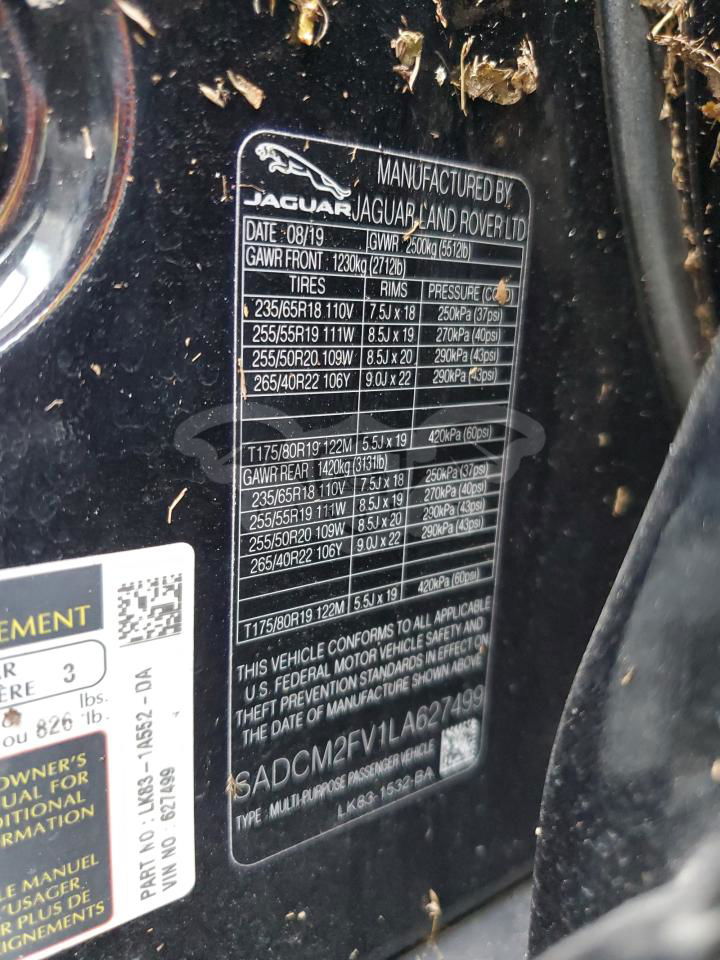 JAGUAR
MANUFACTURED BY
JAGUAR LAND ROVER LTD
DATE : 08/19 GVWR : 2500kg (5512lb)
GAWR FRONT : 1230kg (2712lb)
TIRES RIMS PRESSURE (COLD)
235/65R18 110V 7.5J x 18 250kPa (37psi)
255/55R19 111W 8.5J x 19 270kPa (40psi)
255/50R20 109W 8.5J x 20 290kPa (43psi)
265/40R22 106Y 9.0J x 22 290kPa (43psi)
T175/80R19 122M 5.5J x 19 420kPa (60psi)
GAWR REAR : 1420kg (3131lb)
235/65R18 110V 7.5J x 18 250kPa (37psi)
255/55R19 111W 8.5J x 19 270kPa (40psi)
255/50R20 109W 8.5J x 20 290kPa (43psi)
265/40R22 106Y 9.0J x 22 290kPa (43psi)
T175/80R19 122M 5.5J x 19 420kPa (60psi)
THIS VEHICLE CONFORMS TO ALL APPLICABLE
U.S. FEDERAL MOTOR VEHICLE SAFETY AND
THEFT PREVENTION STANDARDS IN EFFECT ON
THE DATE OF MANUFACTURE SHOWN ABOVE
SADCM2FV1LA627499
TYPE : MULTI-PURPOSE PASSENGER VEHICLE
LK83-1532-BA
EMENT
AR
ÈRE 3
lbs.
ou 826 lb.
OWNER'S
UAL FOR
DITIONAL
RMATION
LE MANUEL
'USAGER
R PLUS DE
IGNEMENTS
PART NO : LK83-1A552-DA
VIN NO : 627499